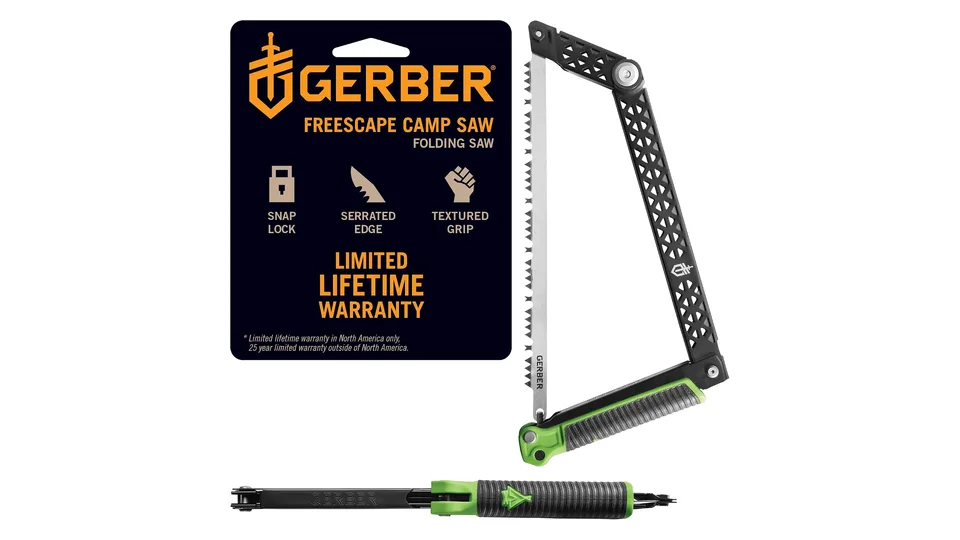 GERBER®
FREESCAPE CAMP SAW
FOLDING SAW
SNAP
LOCK
SERRATED
EDGE
TEXTURED
GRIP
LIMITED
LIFETIME
WARRANTY
* Limited lifetime warranty in North America only,
25 year limited warranty outside of North America.
GERBER
GERBER